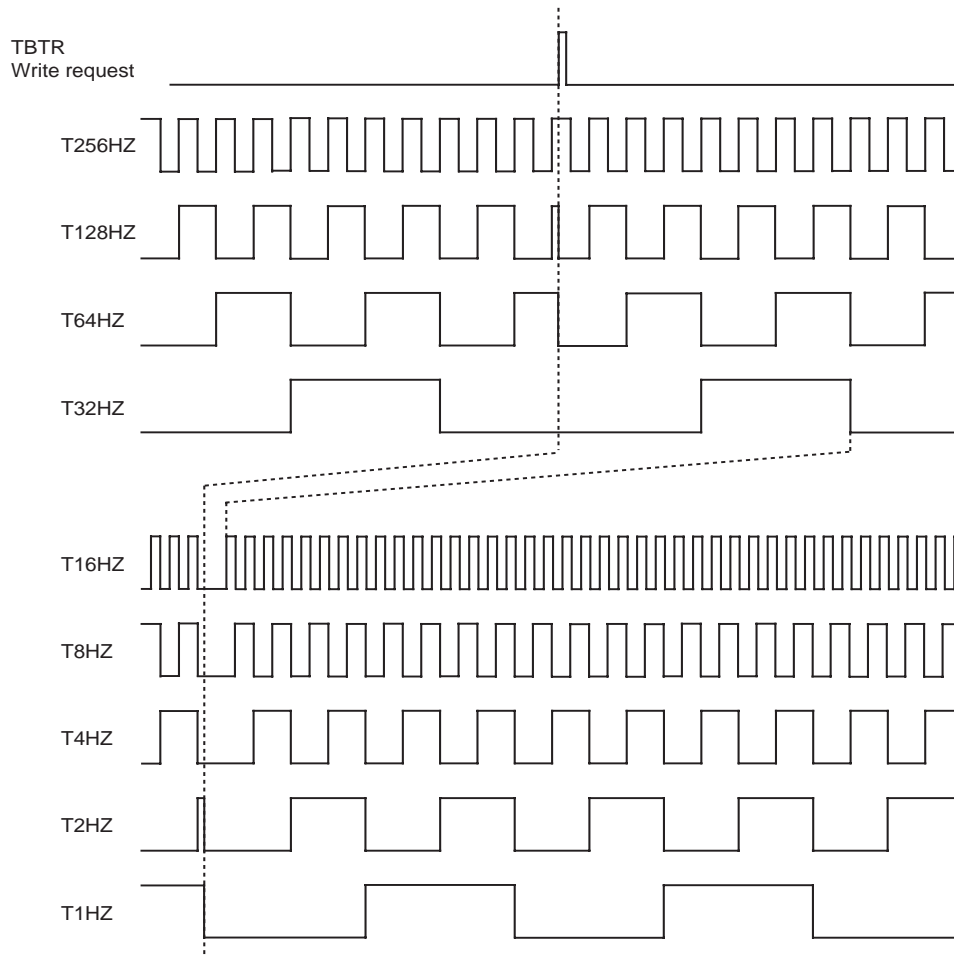 TBTR
Write request
T256HZ
T128HZ
T64HZ
T32HZ
T16HZ
T8HZ
T4HZ
T2HZ
T1HZ